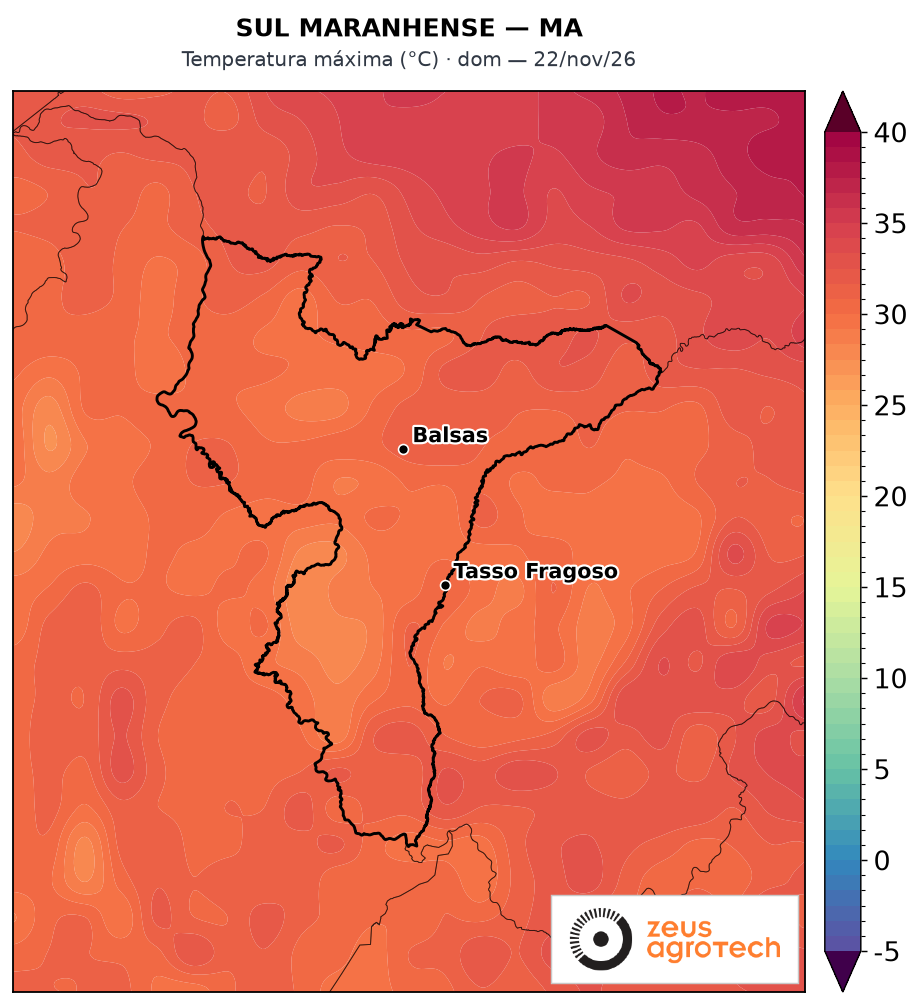 SUL MARANHENSE — MA
Temperatura máxima (°C) · dom — 22/nov/26
40
35
30
25
20
15
10
5
0
-5
Balsas
Tasso Fragoso
zeus
agrotech